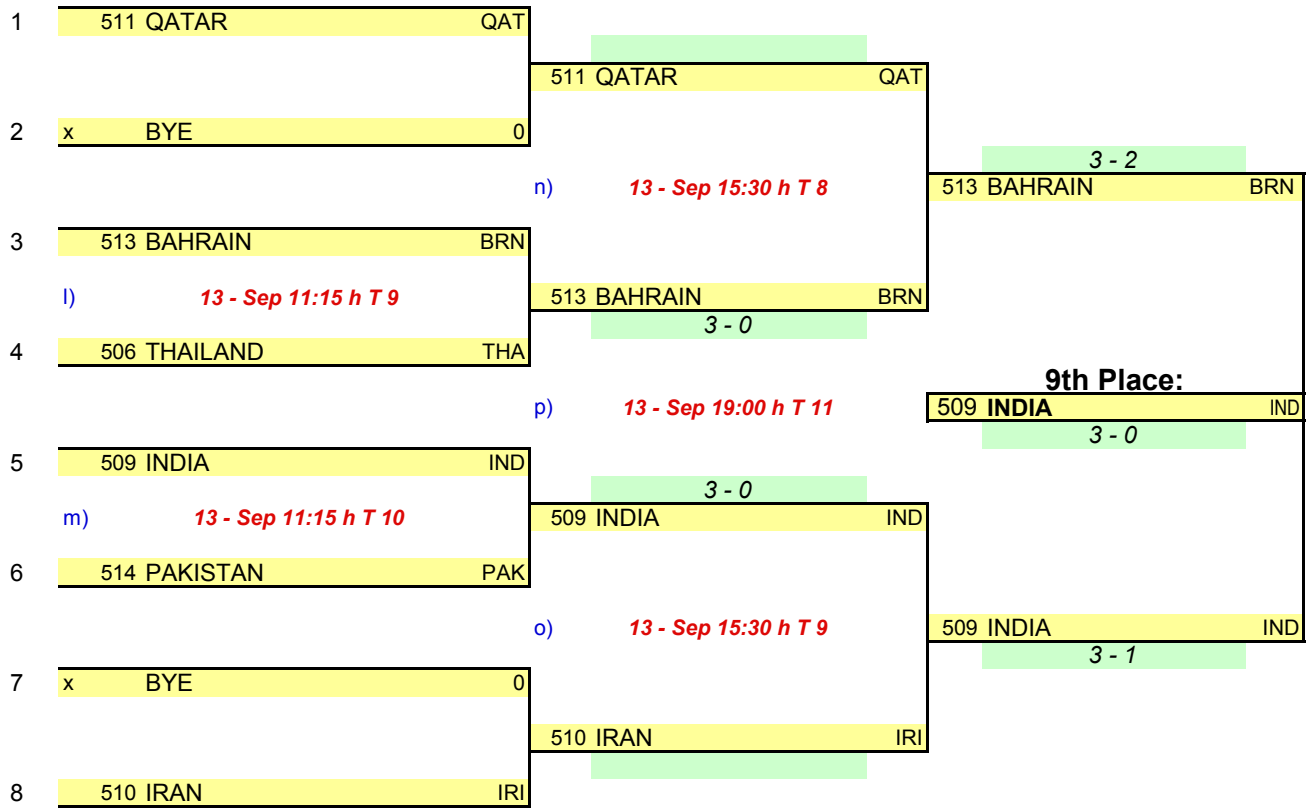 1 511 QATAR QAT
511 QATAR QAT
2 x BYE 0
3 - 2
n) 13 - Sep 15:30 h T 8 513 BAHRAIN BRN
3 513 BAHRAIN BRN
l) 13 - Sep 11:15 h T 9 513 BAHRAIN BRN
3 - 0
4 506 THAILAND THA
9th Place:
p) 13 - Sep 19:00 h T 11 509 INDIA IND
3 - 0
5 509 INDIA IND
3 - 0
m) 13 - Sep 11:15 h T 10 509 INDIA IND
6 514 PAKISTAN PAK
o) 13 - Sep 15:30 h T 9 509 INDIA IND
3 - 1
7 x BYE 0
510 IRAN IRI
8 510 IRAN IRI